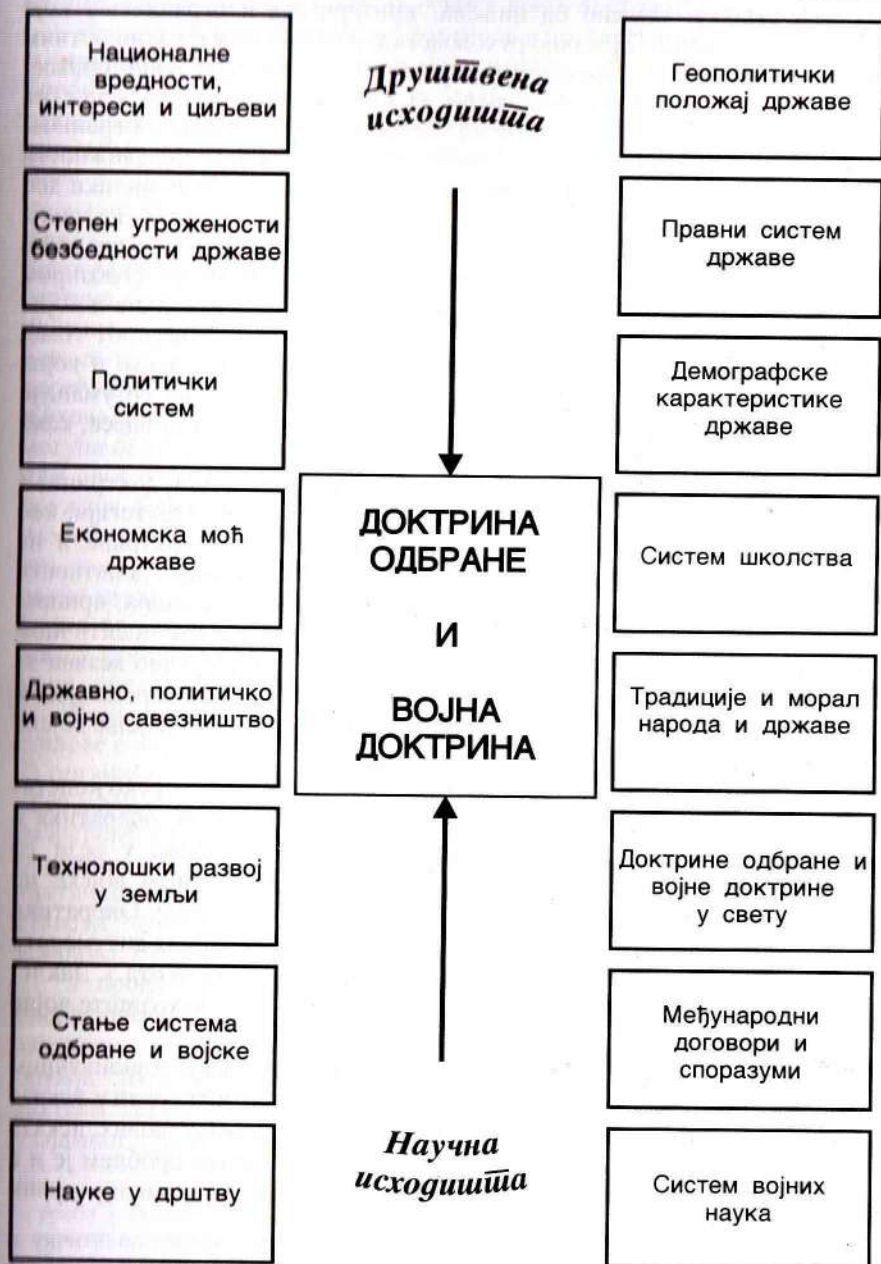 Националне
вредности,
интереси и циљеви
Друштвена
исходишта
Геополитички
положај државе
Степен угрожености
безбедности државе
Правни систем
државе
Политички
систем
Демографске
карактеристике
државе
Економска моћ
државе
ДОКТРИНА
ОДБРАНЕ
И
ВОЈНА
ДОКТРИНА
Систем школства
Државно, политичко
и војно савезништво
Традиције и морал
народа и државе
Технолошки развој
у земљи
Доктрине одбране и
војне доктрине
у свету
Стање система
одбране и војске
Међународни
договори и
споразуми
Науке у дрштву
Научна
исходишта
Систем војних
наука